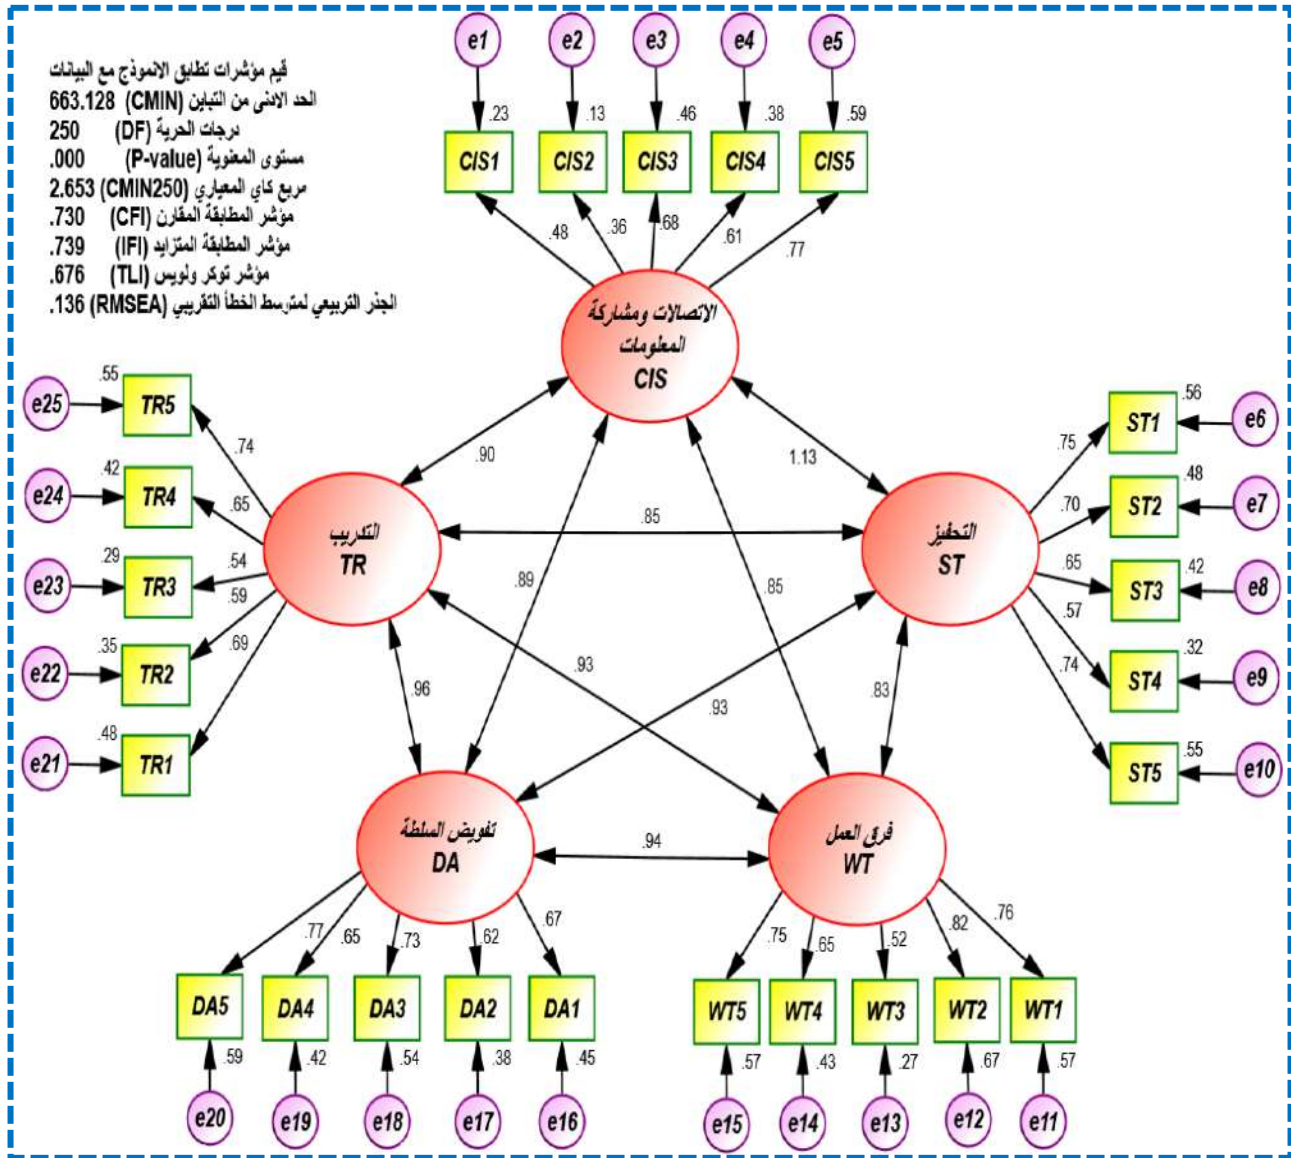 قيم مؤشرات تطابق الانموذج مع البيانات
الحد الادنى من التباين (CMIN) 663.128
درجات الحرية (DF) 250
مستوى المعنوية (P-value) .000
مربع كاي المعياري (CMIN250) 2.653
مؤشر المطابقة المقارن (CFI) .730
مؤشر المطابقة المتزايد (IFI) .739
مؤشر توكر ولويس (TLI) .676
الجذر التربيعي لمتوسط الخطأ التقريبي (RMSEA) .136
e1 e2 e3 e4 e5
.23 .13 .46 .38 .59
CIS1 CIS2 CIS3 CIS4 CIS5
.48 .36 .68 .61 .77
الاتصالات ومشاركة
المعلومات
CIS
.90 .89 .85 1.13
e25 .55 TR5 .74
e24 .42 TR4 .65
e23 .29 TR3 .54
e22 .35 TR2 .59
e21 .48 TR1 .69
التدريب
TR
.85
.96 .93
التحفيز
ST
.93 .83
.75 ST1 .56 e6
.70 ST2 .48 e7
.65 ST3 .42 e8
.57 ST4 .32 e9
.74 ST5 .55 e10
تفويض السلطة
DA
.94
فرق العمل
WT
.77 .65 .73 .62 .67
DA5 DA4 DA3 DA2 DA1
.59 .42 .54 .38 .45
e20 e19 e18 e17 e16
.75 .65 .52 .82 .76
WT5 WT4 WT3 WT2 WT1
.57 .43 .27 .67 .57
e15 e14 e13 e12 e11